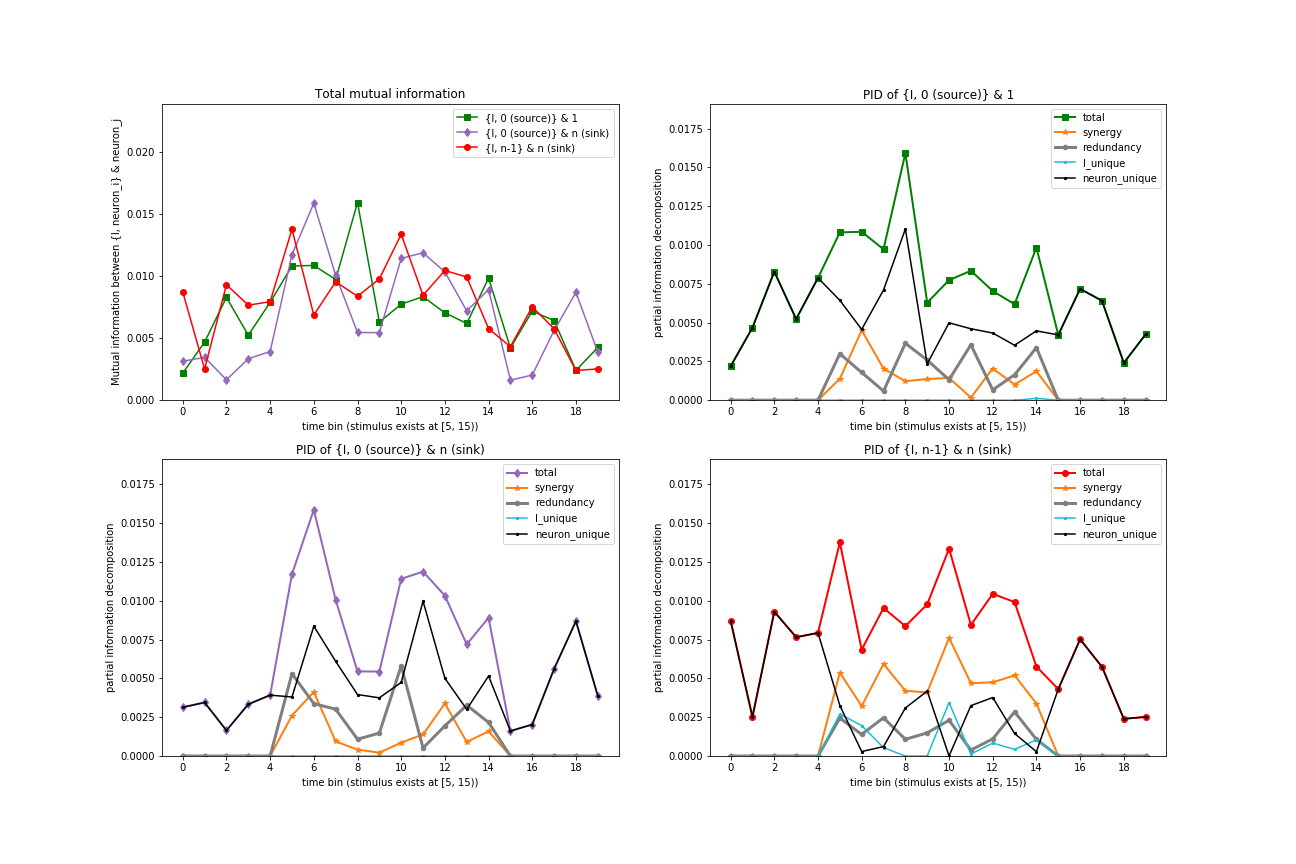 Total mutual information
Mutual information between {I, neuron_i} & neuron_j
0.020
0.015
0.010
0.005
0.000
{I, 0 (source)} & 1
{I, 0 (source)} & n (sink)
{I, n-1} & n (sink)
0 2 4 6 8 10 12 14 16 18
time bin (stimulus exists at [5, 15))
PID of {I, 0 (source)} & 1
partial information decomposition
0.0175
0.0150
0.0125
0.0100
0.0075
0.0050
0.0025
0.0000
total
synergy
redundancy
I_unique
neuron_unique
0 2 4 6 8 10 12 14 16 18
time bin (stimulus exists at [5, 15))
PID of {I, 0 (source)} & n (sink)
partial information decomposition
0.0175
0.0150
0.0125
0.0100
0.0075
0.0050
0.0025
0.0000
total
synergy
redundancy
I_unique
neuron_unique
0 2 4 6 8 10 12 14 16 18
time bin (stimulus exists at [5, 15))
PID of {I, n-1} & n (sink)
partial information decomposition
0.0175
0.0150
0.0125
0.0100
0.0075
0.0050
0.0025
0.0000
total
synergy
redundancy
I_unique
neuron_unique
0 2 4 6 8 10 12 14 16 18
time bin (stimulus exists at [5, 15))